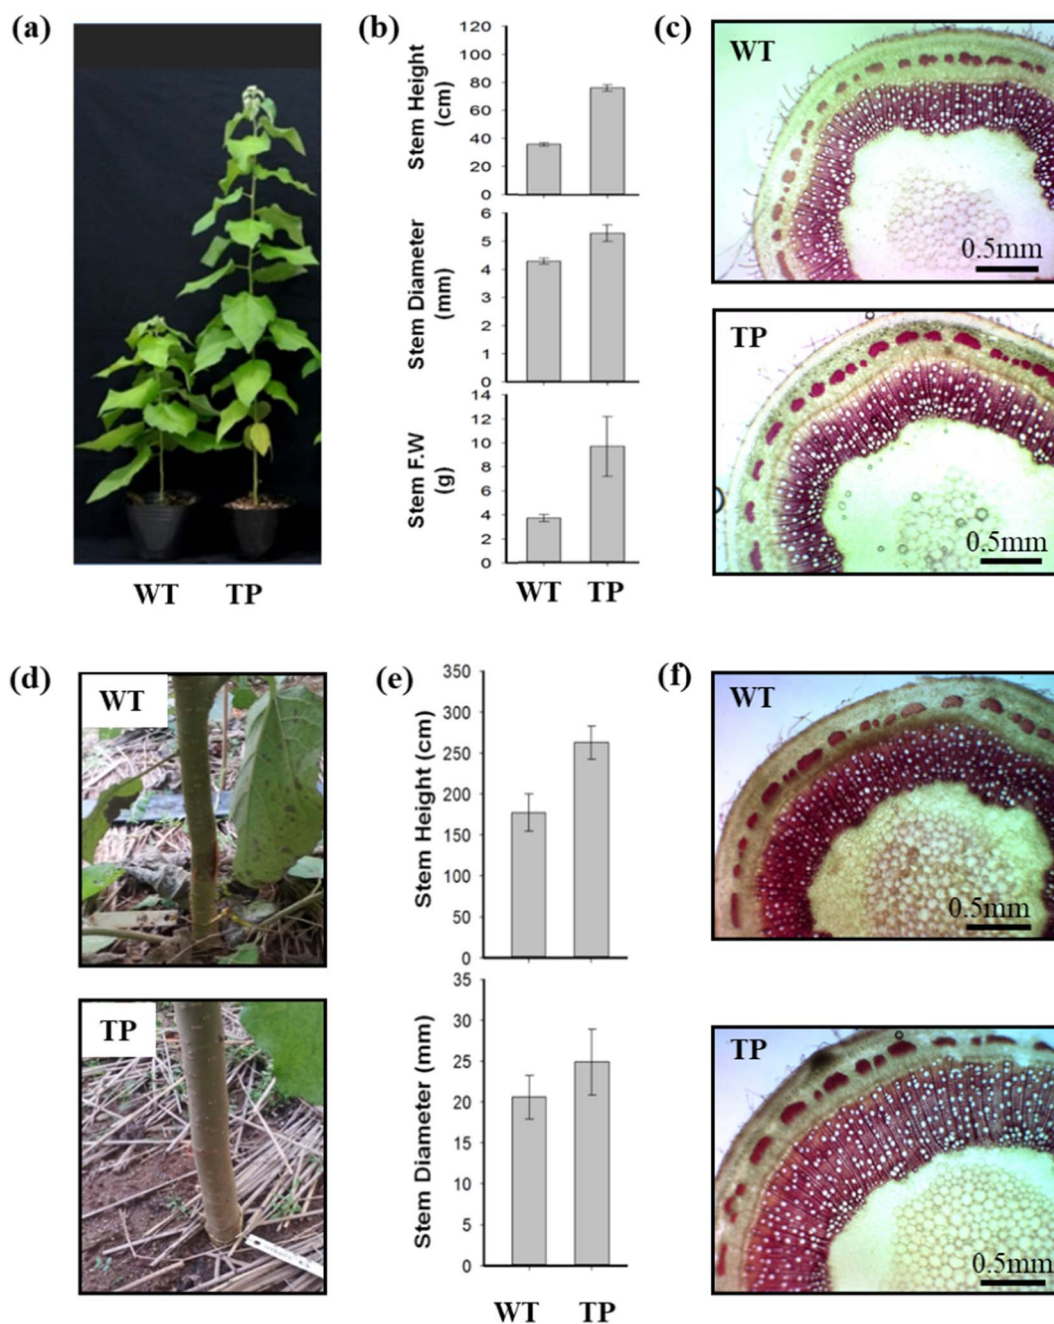 (a)
WT TP
(b)
Stem Height
(cm)
120
100
80
60
40
20
0
Stem Diameter
(mm)
6
5
4
3
2
1
0
Stem F.W
(g)
14
12
10
8
6
4
2
0
WT TP
(c)
WT
0.5mm
TP
0.5mm
(d)
WT
TP
(e)
Stem Height (cm)
350
300
250
200
150
100
50
0
Stem Diameter (mm)
35
30
25
20
15
10
5
0
WT TP
(f)
WT
0.5mm
TP
0.5mm